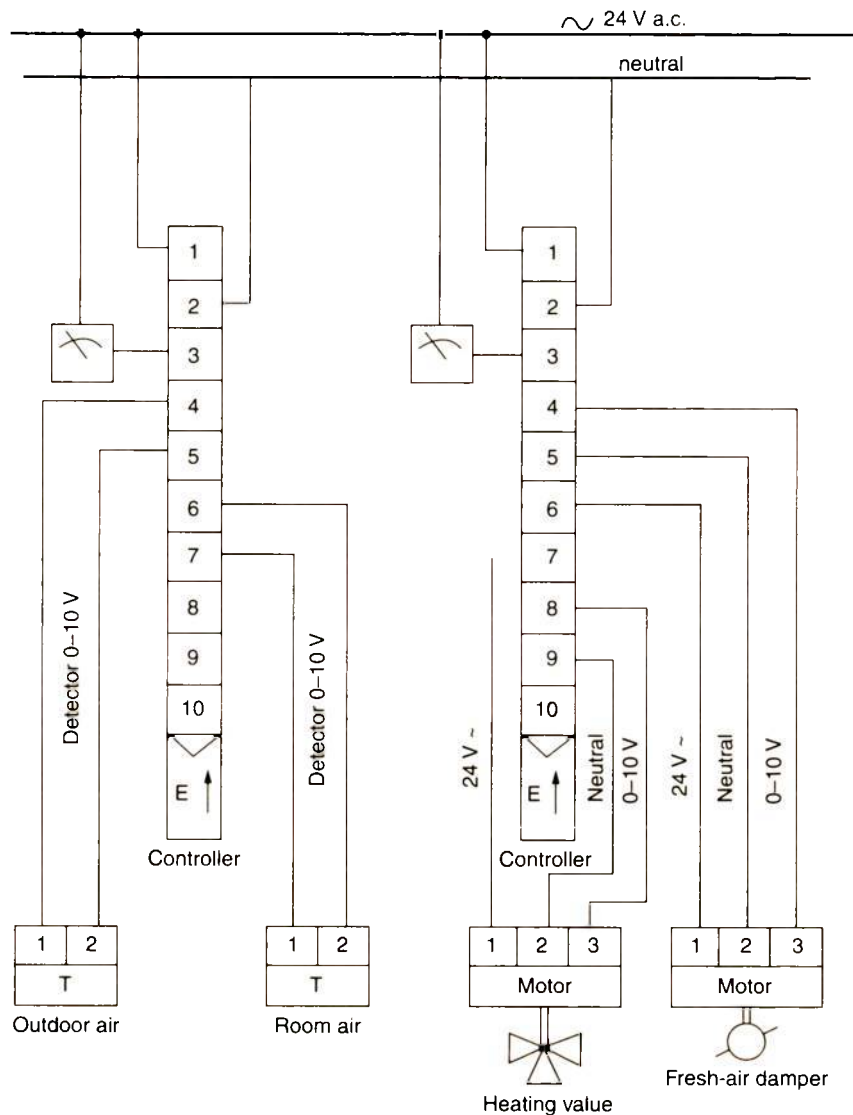 24 V a.c.
neutral
1
2
3
4
5
6
7
8
9
10
E
Controller
Detector 0–10 V
Detector 0–10 V
1 2
T
Outdoor air
1 2
T
Room air
1
2
3
4
5
6
7
8
9
10
E
Controller
24 V ~
Neutral
0–10 V
24 V ~
Neutral
0–10 V
1 2 3
Motor
Heating value
1 2 3
Motor
Fresh-air damper